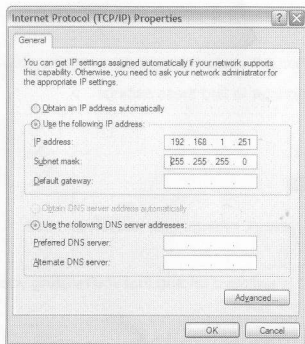 Internet Protocol (TCP/IP) Properties
General
You can get IP settings assigned automatically if your network supports
this capability. Otherwise, you need to ask your network administrator for
the appropriate IP settings.
Obtain an IP address automatically
Use the following IP address:
IP address: 192 . 168 . 1 . 251
Subnet mask: 255 . 255 . 255 . 0
Default gateway: . . .
Obtain DNS server address automatically
Use the following DNS server addresses:
Preferred DNS server: . . .
Alternate DNS server: . . .
Advanced...
OK Cancel